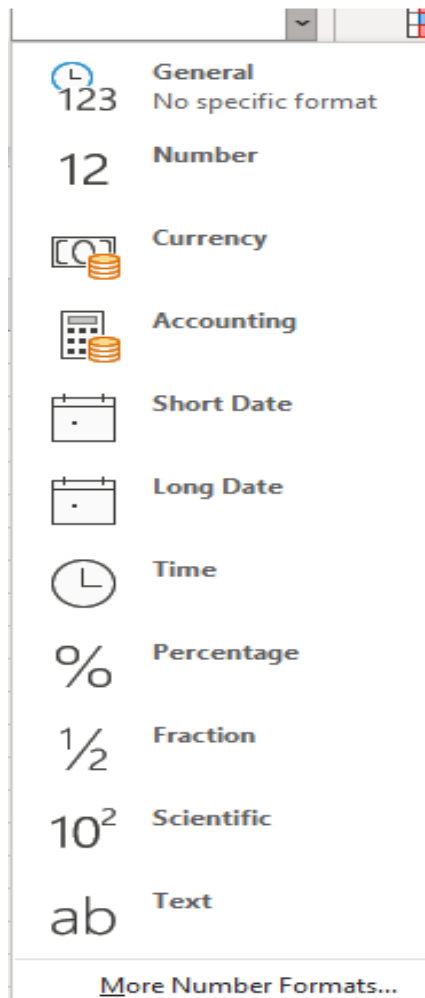 123
General
No specific format
12
Number
Currency
Accounting
Short Date
Long Date
Time
%
Percentage
½
Fraction
10²
Scientific
ab
Text
More Number Formats...